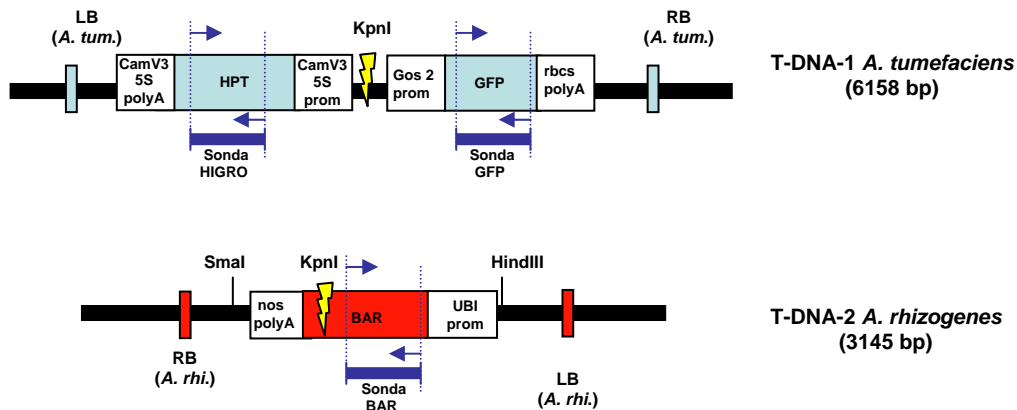 LB
(A. tum.)
KpnI
RB
(A. tum.)
CamV3
5S
polyA
HPT
CamV3
5S
prom
Gos 2
prom
GFP
rbcs
polyA
T-DNA-1 A. tumefaciens
(6158 bp)
Sonda
HIGRO
Sonda
GFP
SmaI
KpnI
HindIII
nos
polyA
BAR
UBI
prom
T-DNA-2 A. rhizogenes
(3145 bp)
RB
(A. rhi.)
Sonda
BAR
LB
(A. rhi.)